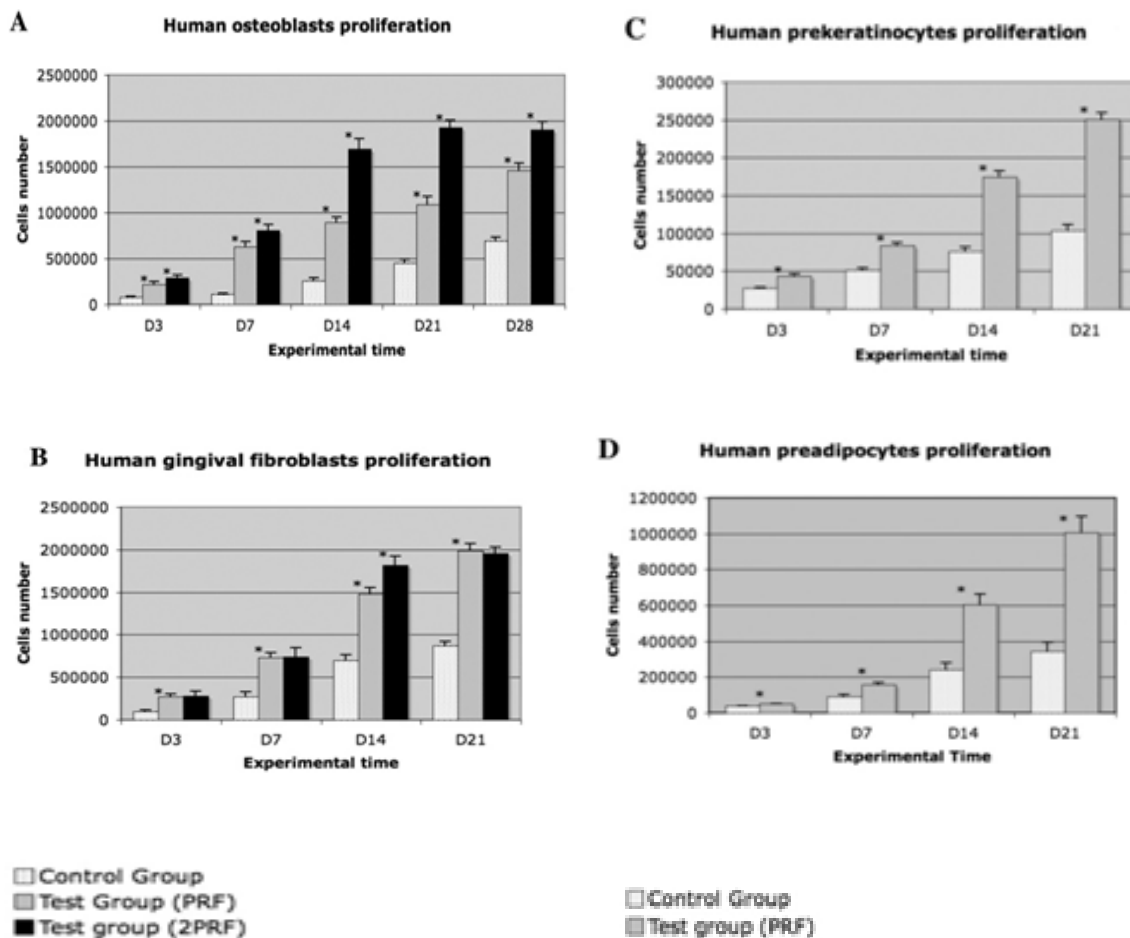 A
Human osteoblasts proliferation
Cells number
2500000
2000000
1500000
1000000
500000
0
* * * * * * * * * *
D3 D7 D14 D21 D28
Experimental time
B
Human gingival fibroblasts proliferation
Cells number
2500000
2000000
1500000
1000000
500000
0
* * * * *
D3 D7 D14 D21
Experimental time
Control Group
Test Group (PRF)
Test group (2PRF)
C
Human prekeratinocytes proliferation
Cells number
300000
250000
200000
150000
100000
50000
0
* * * *
D3 D7 D14 D21
Experimental time
D
Human preadipocytes proliferation
Cells number
1200000
1000000
800000
600000
400000
200000
0
* * * *
D3 D7 D14 D21
Experimental Time
Control Group
Test group (PRF)